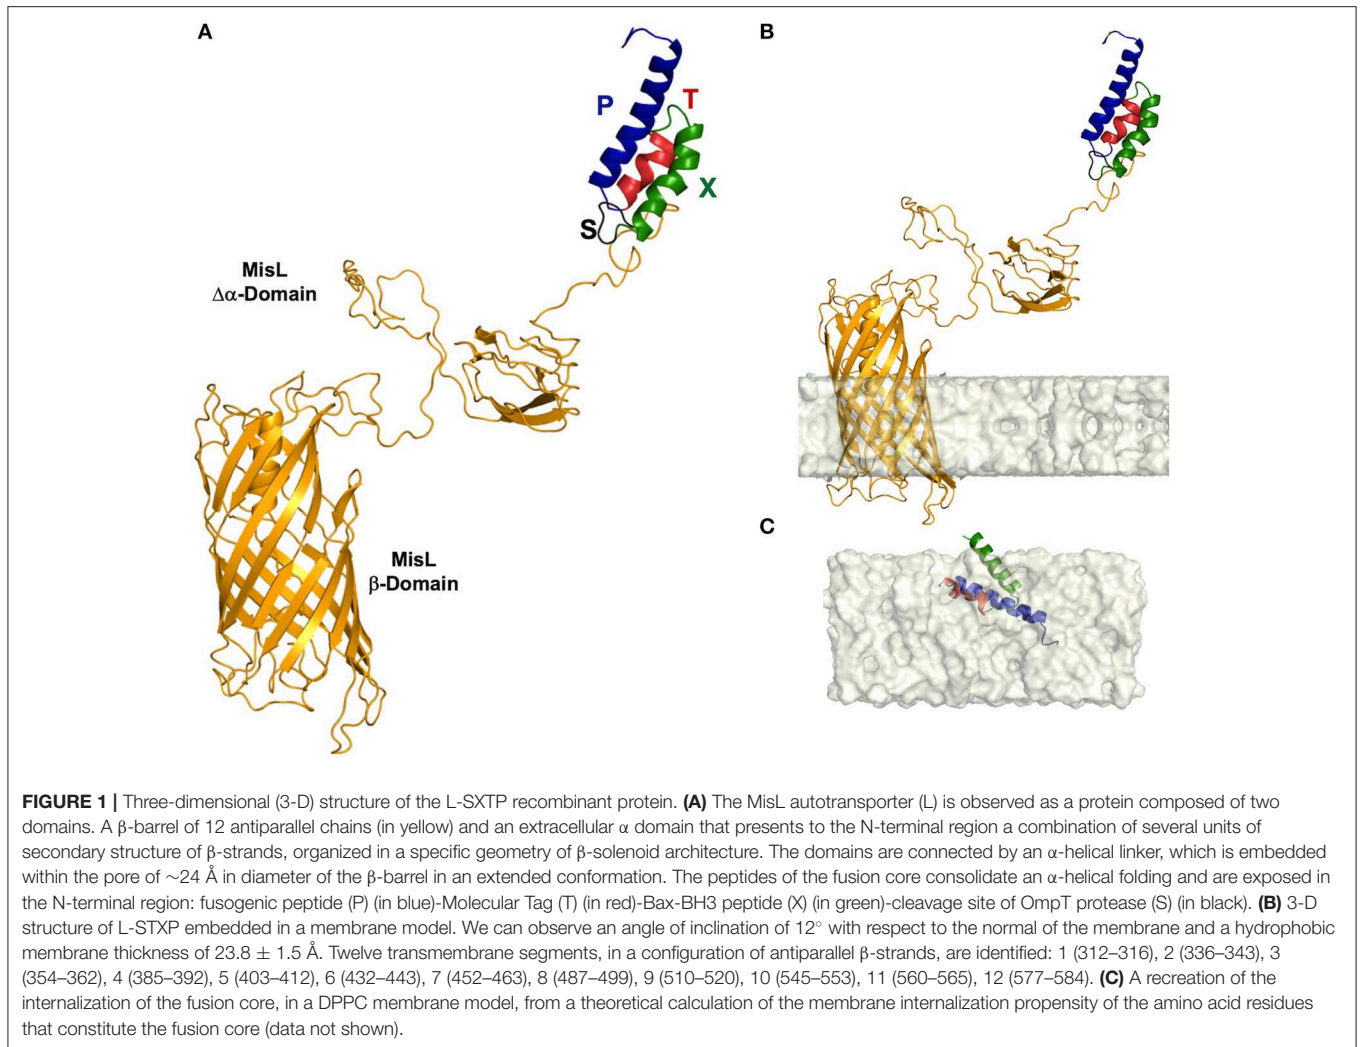 A
B
P
T
X
S
MisL
Δα-Domain
MisL
β-Domain
C
FIGURE 1 | Three-dimensional (3-D) structure of the L-SXTP recombinant protein. (A) The MisL autotransporter (L) is observed as a protein composed of two
domains. A β-barrel of 12 antiparallel chains (in yellow) and an extracellular α domain that presents to the N-terminal region a combination of several units of
secondary structure of β-strands, organized in a specific geometry of β-solenoid architecture. The domains are connected by an α-helical linker, which is embedded
within the pore of ∼24 Å in diameter of the β-barrel in an extended conformation. The peptides of the fusion core consolidate an α-helical folding and are exposed in
the N-terminal region: fusogenic peptide (P) (in blue)-Molecular Tag (T) (in red)-Bax-BH3 peptide (X) (in green)-cleavage site of OmpT protease (S) (in black). (B) 3-D
structure of L-STXP embedded in a membrane model. We can observe an angle of inclination of 12° with respect to the normal of the membrane and a hydrophobic
membrane thickness of 23.8 ± 1.5 Å. Twelve transmembrane segments, in a configuration of antiparallel β-strands, are identified: 1 (312–316), 2 (336–343), 3
(354–362), 4 (385–392), 5 (403–412), 6 (432–443), 7 (452–463), 8 (487–499), 9 (510–520), 10 (545–553), 11 (560–565), 12 (577–584). (C) A recreation of the
internalization of the fusion core, in a DPPC membrane model, from a theoretical calculation of the membrane internalization propensity of the amino acid residues
that constitute the fusion core (data not shown).